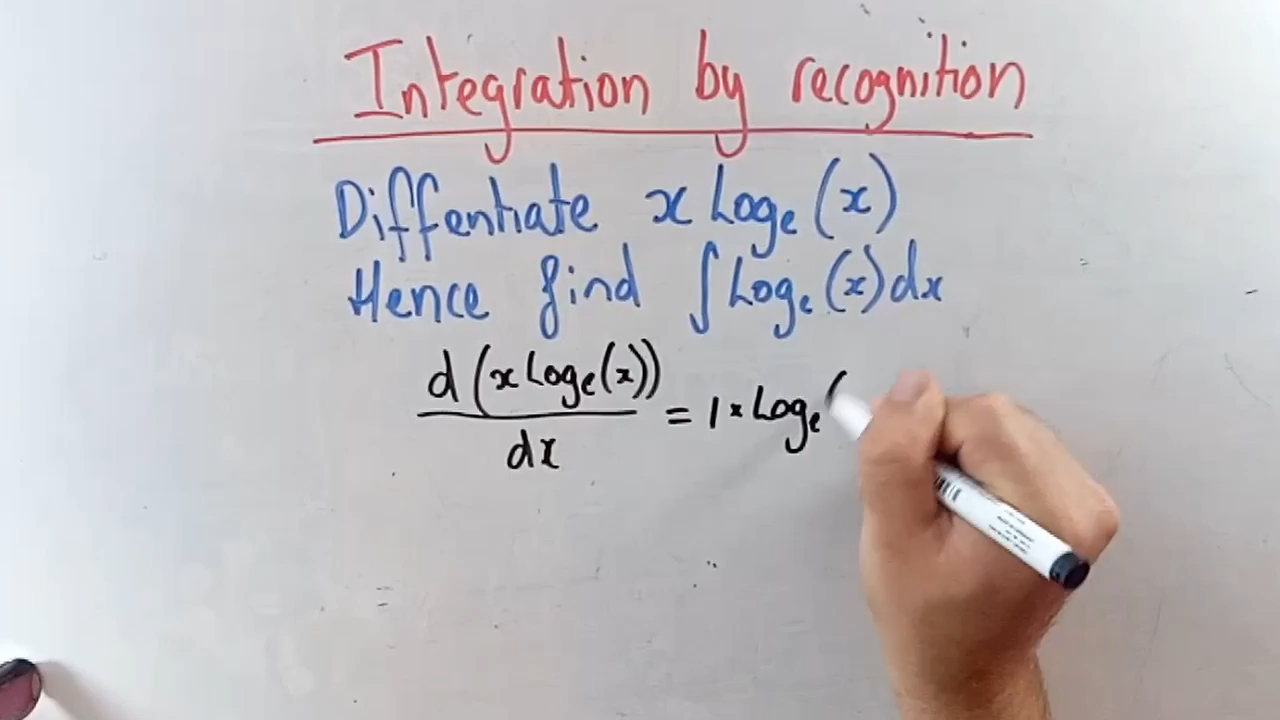 Integration by recognition
Diffentiate x Loge(x)
Hence find ∫Loge(x)dx
d(x Loge(x))
dx
= 1 × Loge(